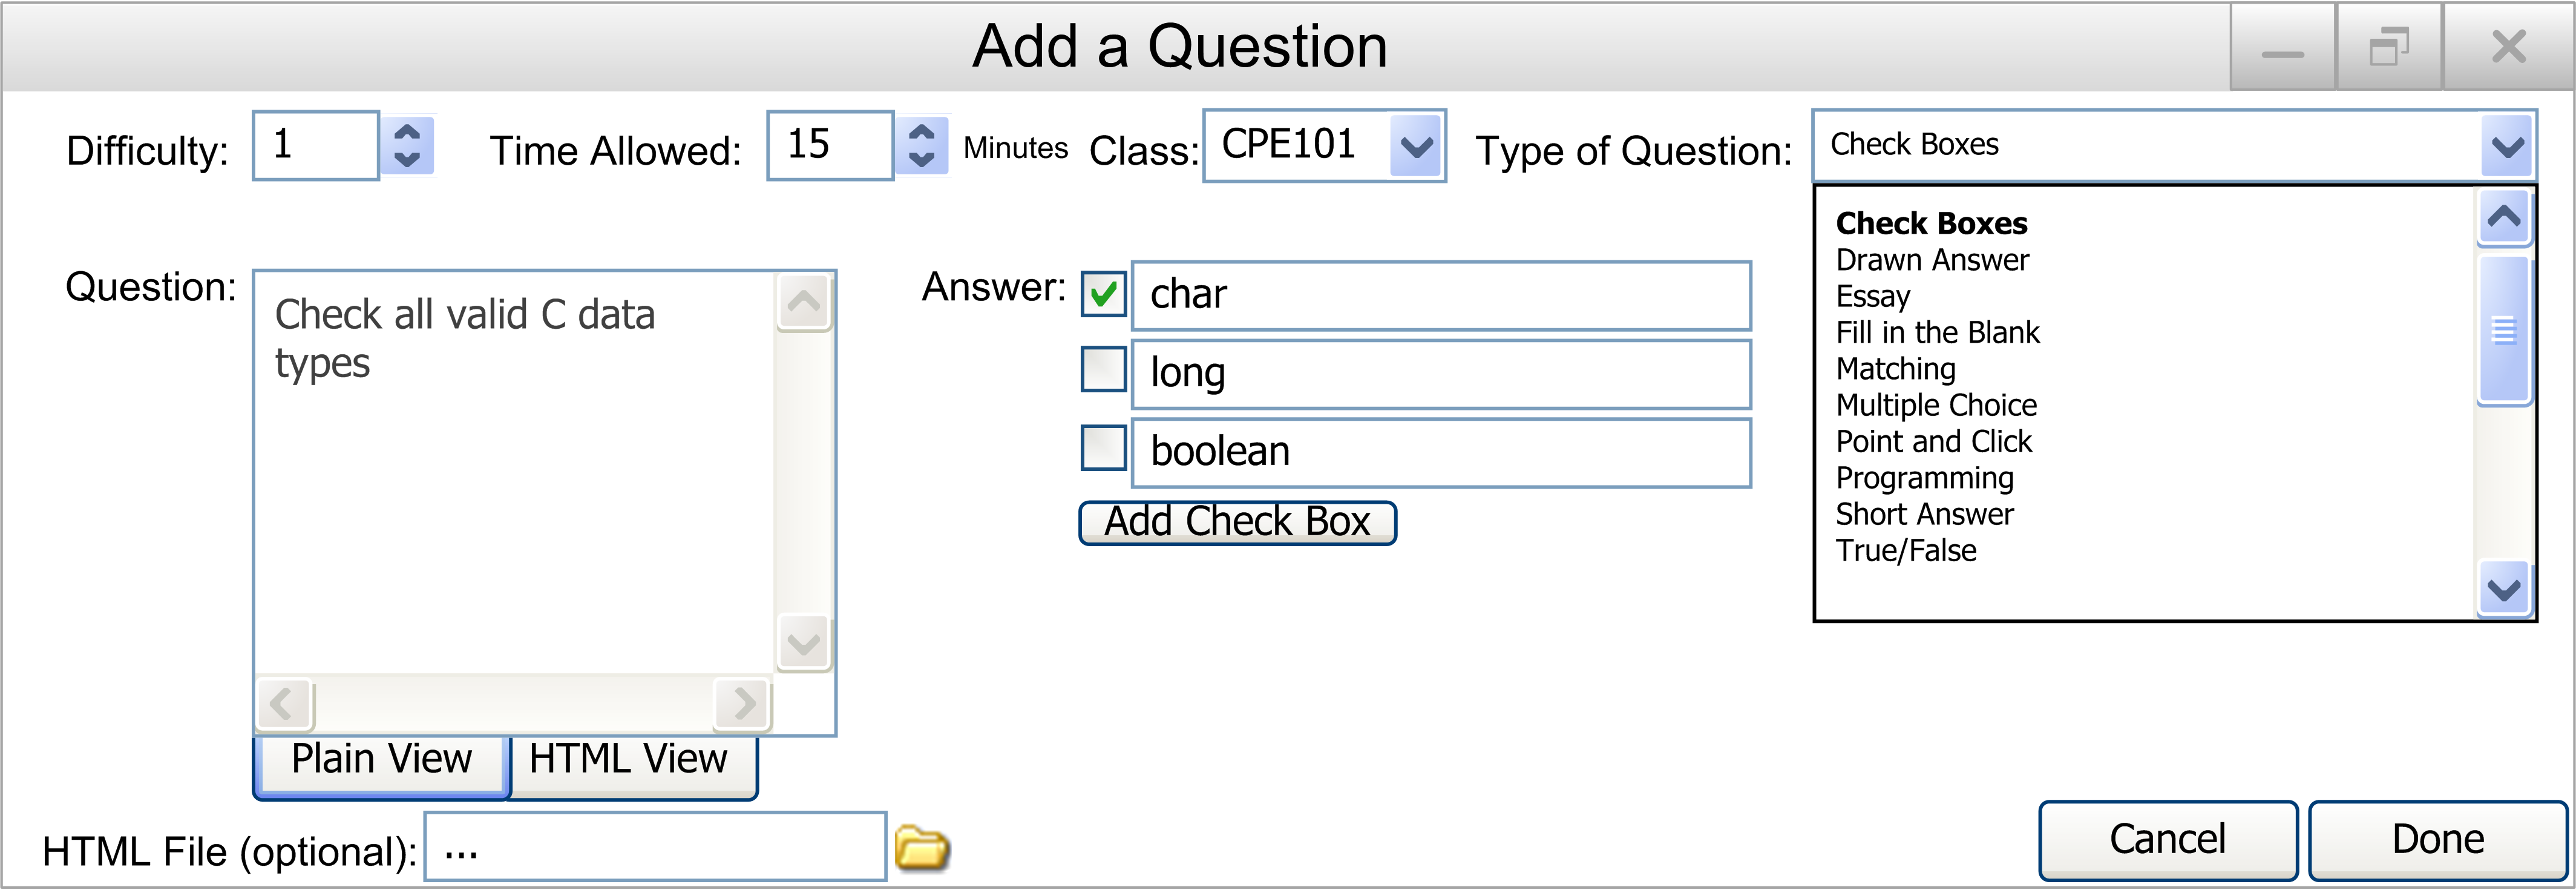 Add a Question
Difficulty: 1 Time Allowed: 15 Minutes Class: CPE101 Type of Question: Check Boxes
Check Boxes
Drawn Answer
Essay
Fill in the Blank
Matching
Multiple Choice
Point and Click
Programming
Short Answer
True/False
Question:
Check all valid C data
types
Answer:
char
long
boolean
Add Check Box
Plain View HTML View
HTML File (optional): ...
Cancel Done